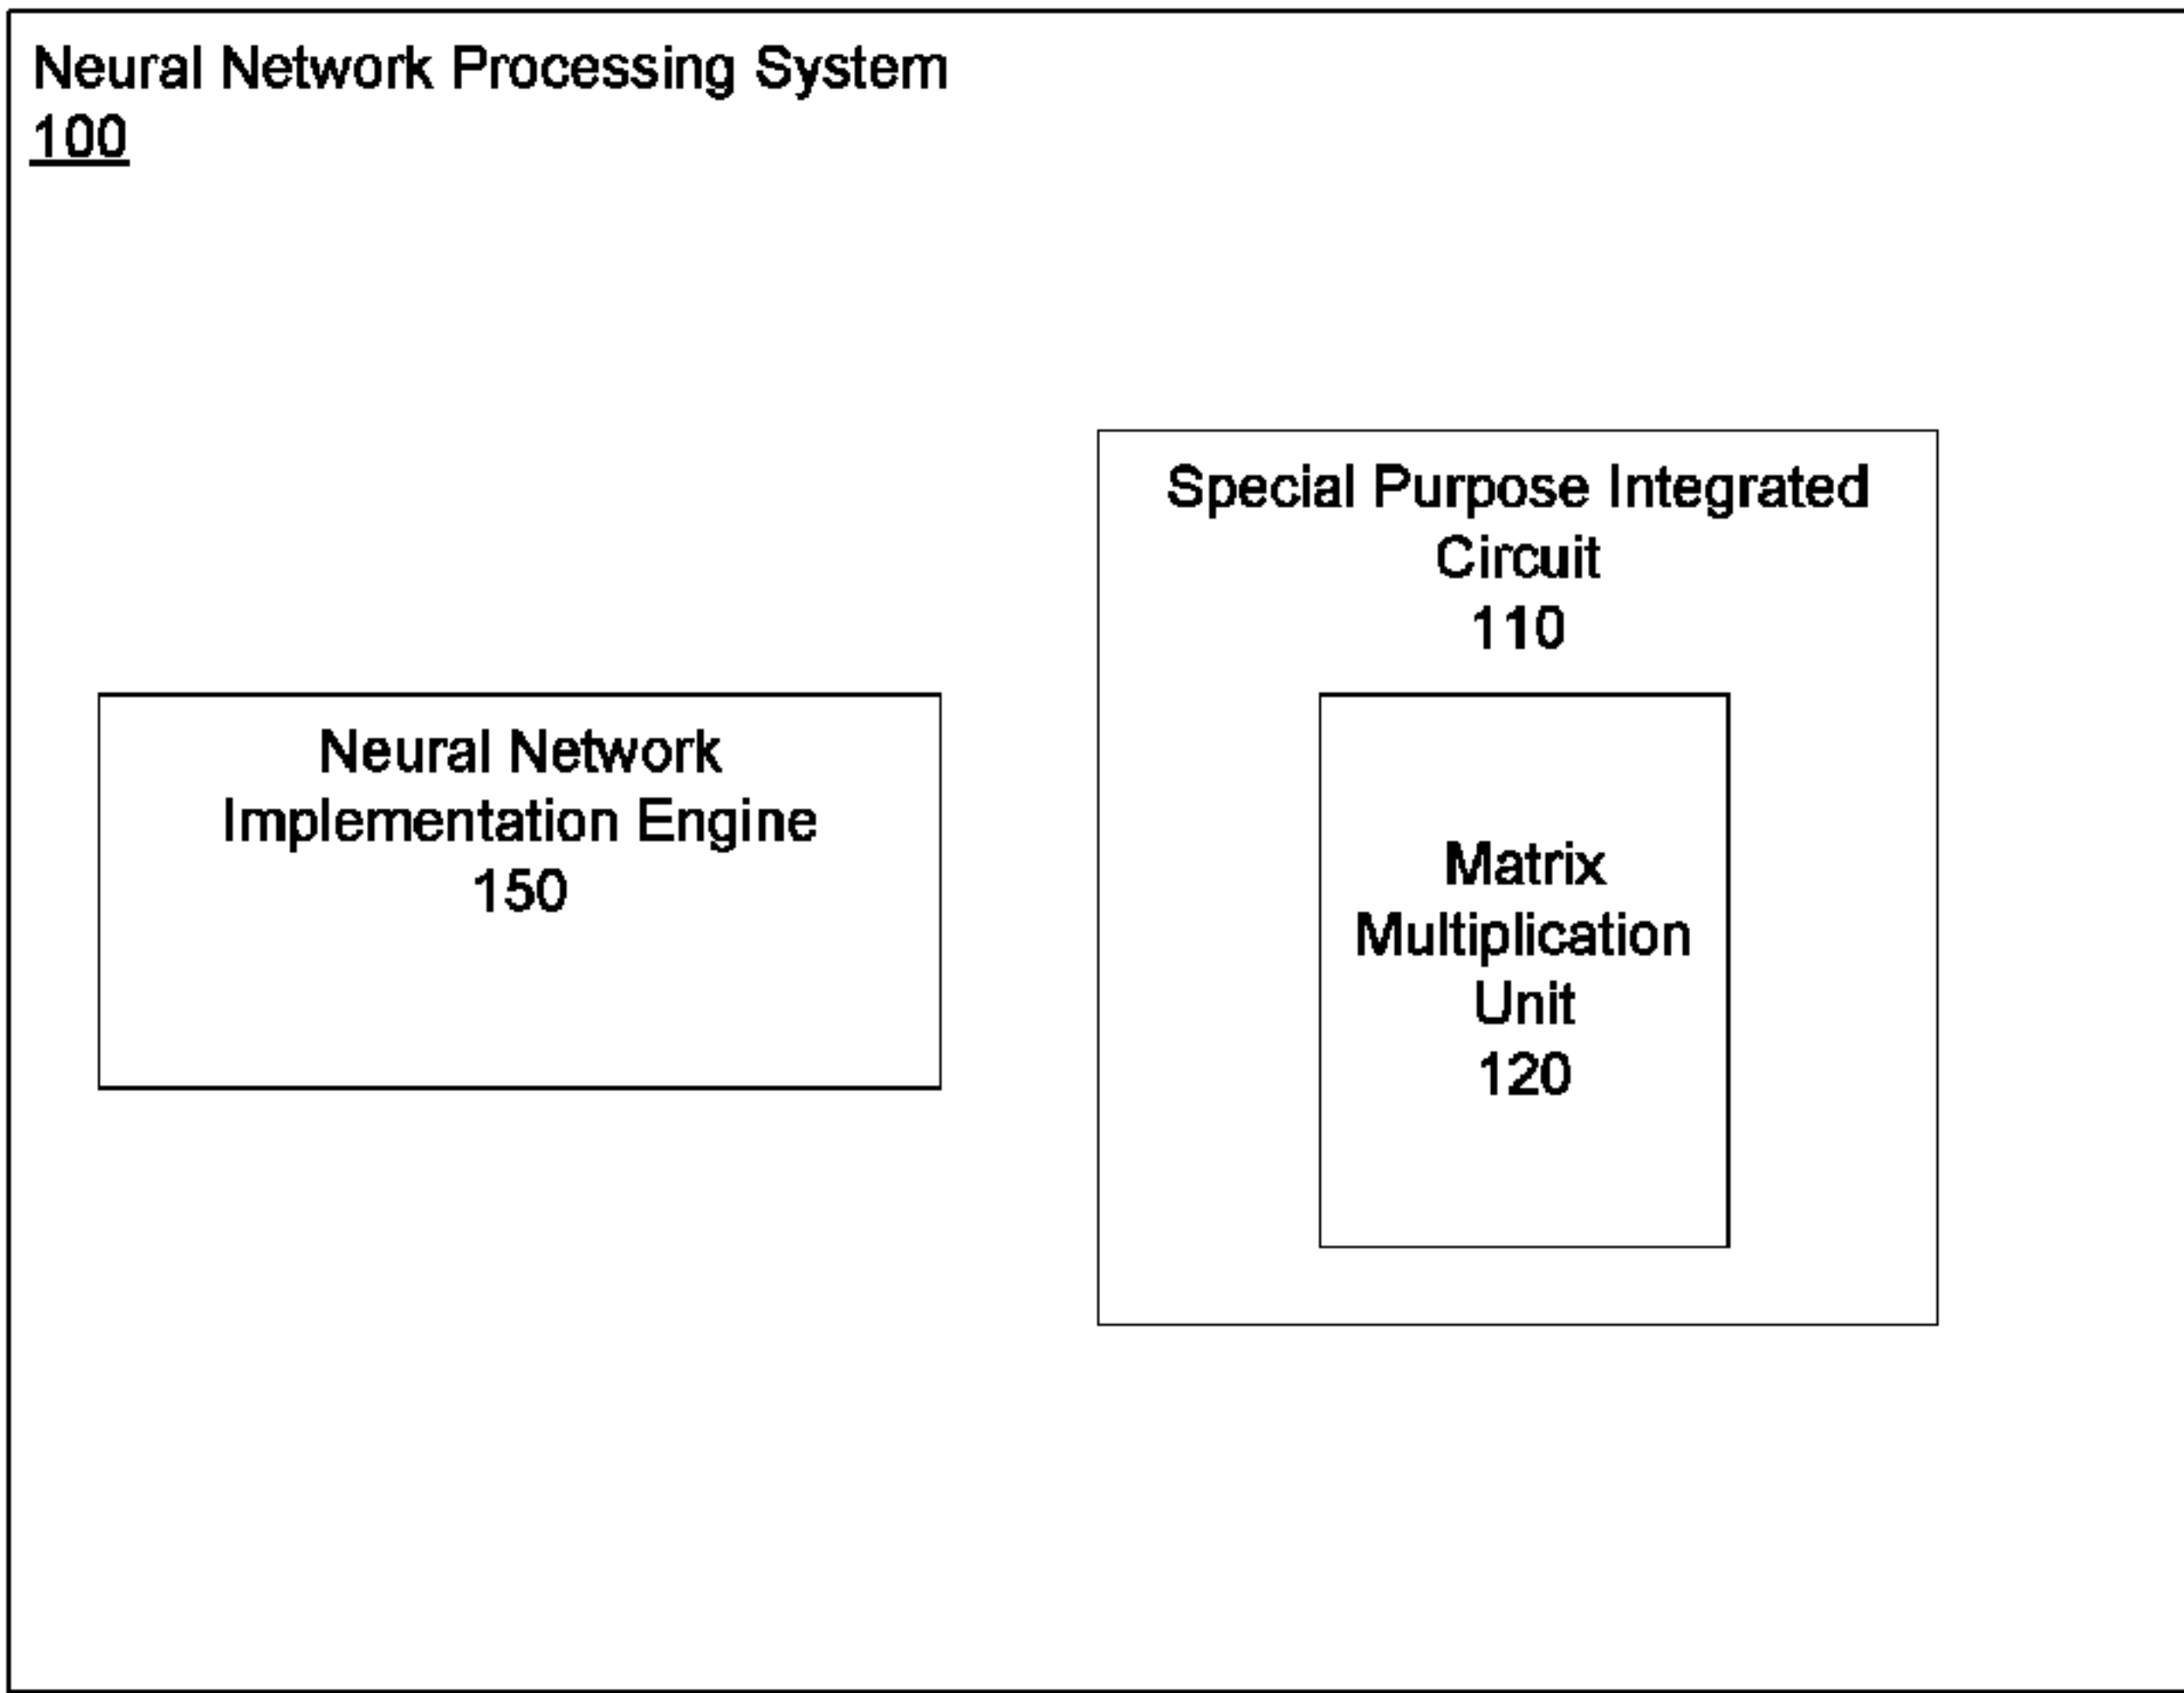 Neural Network Processing System
100
Special Purpose Integrated
Circuit
110
Neural Network
Implementation Engine
150
Matrix
Multiplication
Unit
120